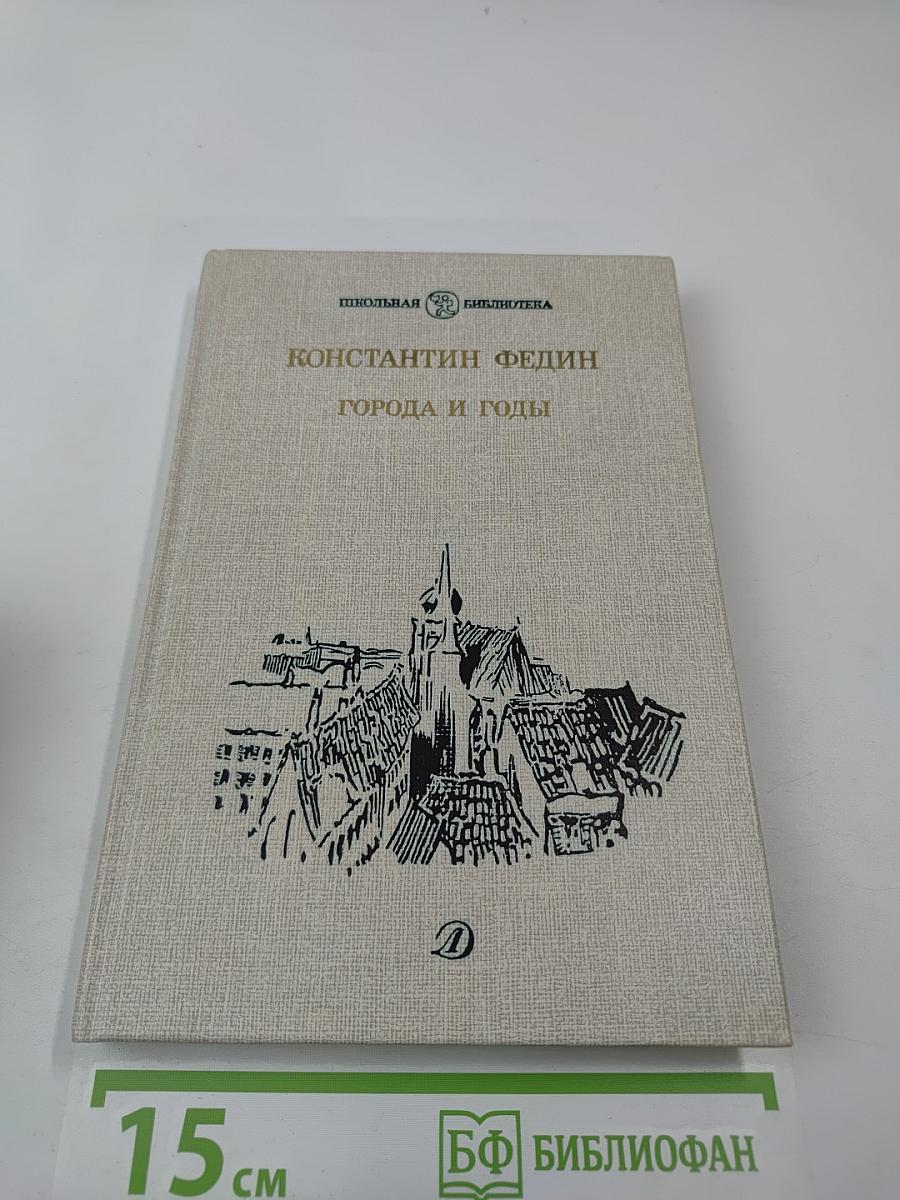 ШКОЛЬНАЯ БИБЛИОТЕКА
КОНСТАНТИН ФЕДИН
ГОРОДА И ГОДЫ
Д
15 см
БФ БИБЛИОФАН